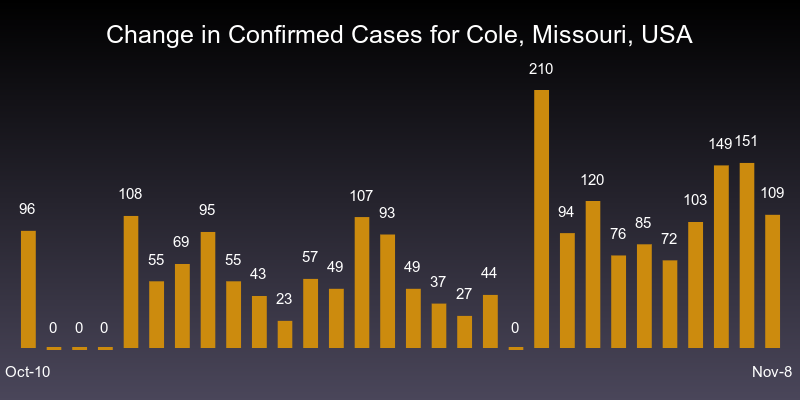 Change in Confirmed Cases for Cole, Missouri, USA
96 0 0 0 108 55 69 95 55 43 23 57 49 107 93 49 37 27 44 0 210 94 120 76 85 72 103 149 151 109
Oct-10 Nov-8